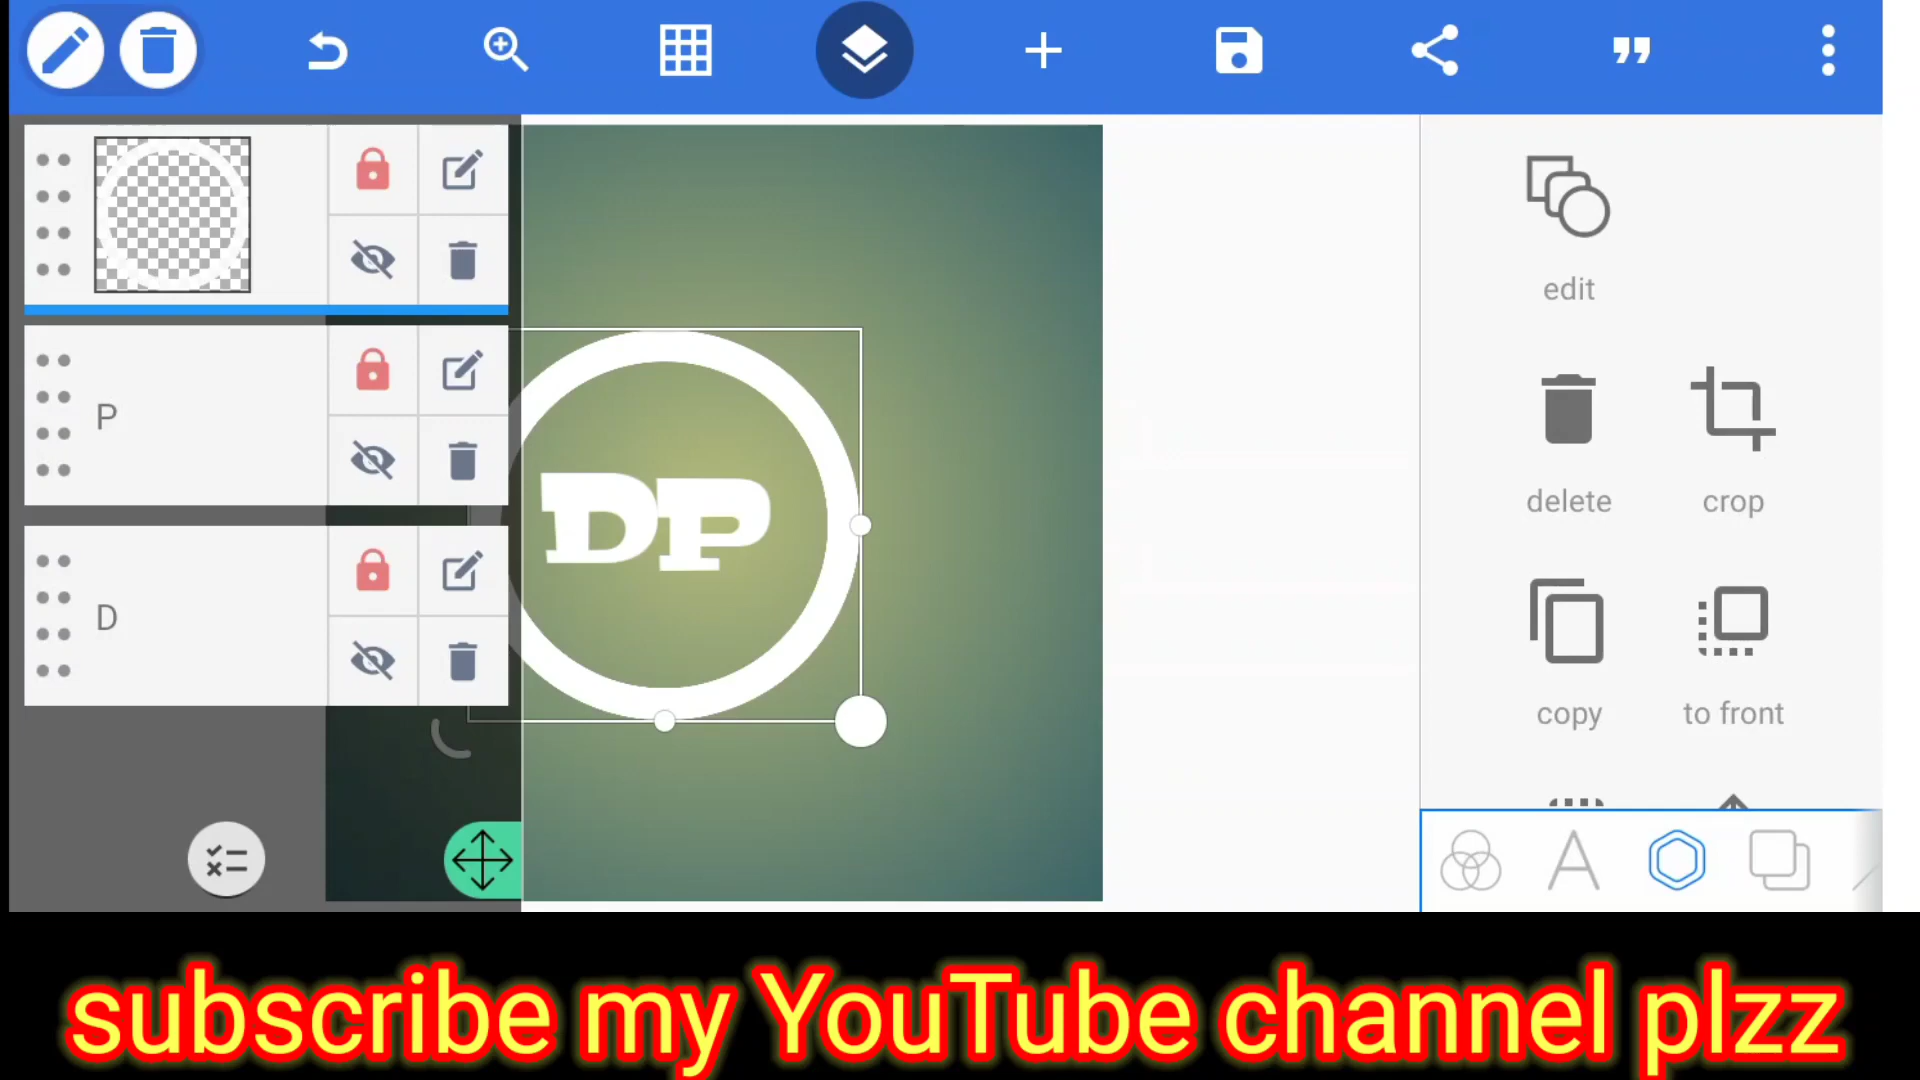 edit
P
DP
delete
crop
D
copy
to front
subscribe my YouTube channel plzz